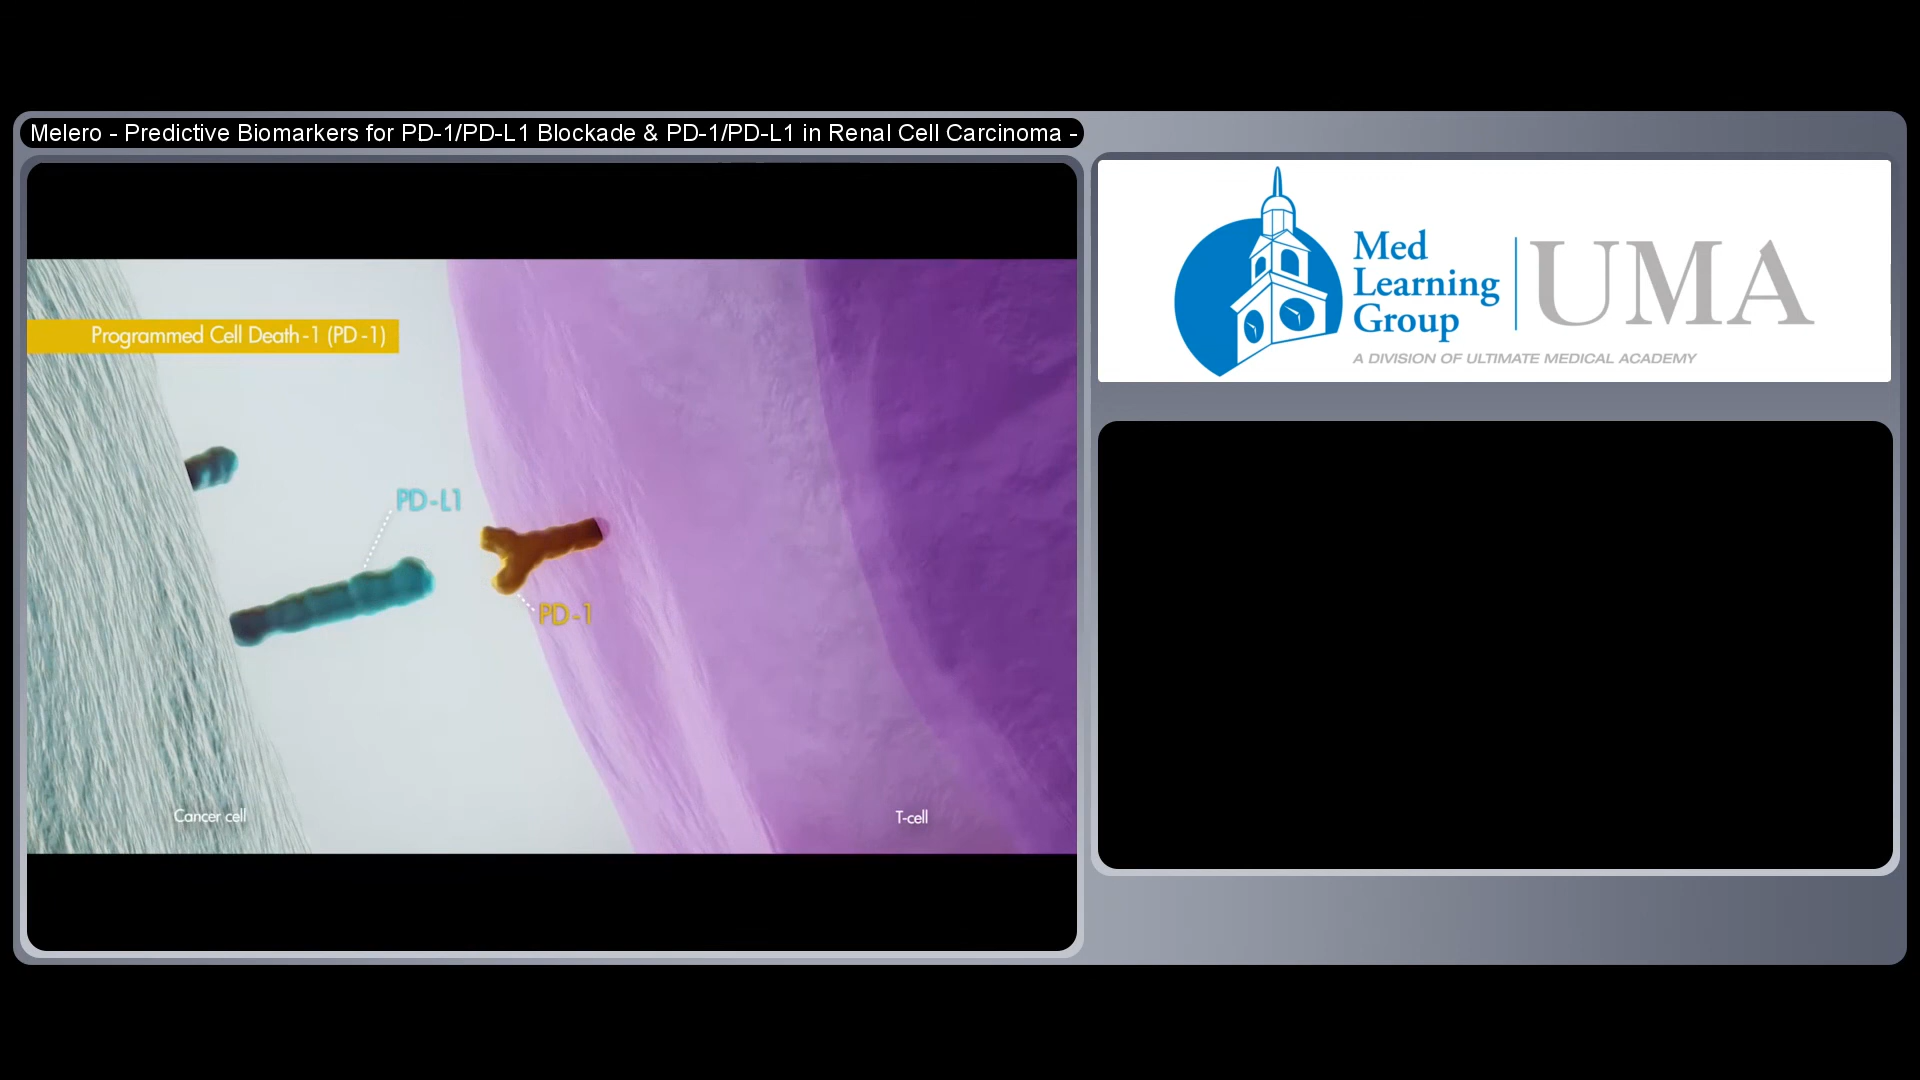 Melero - Predictive Biomarkers for PD-1/PD-L1 Blockade & PD-1/PD-L1 in Renal Cell Carcinoma -
Programmed Cell Death-1 (PD-1)
PD-L1
PD-1
Cancer cell
T-cell
Med
Learning
Group
UMA
A DIVISION OF ULTIMATE MEDICAL ACADEMY